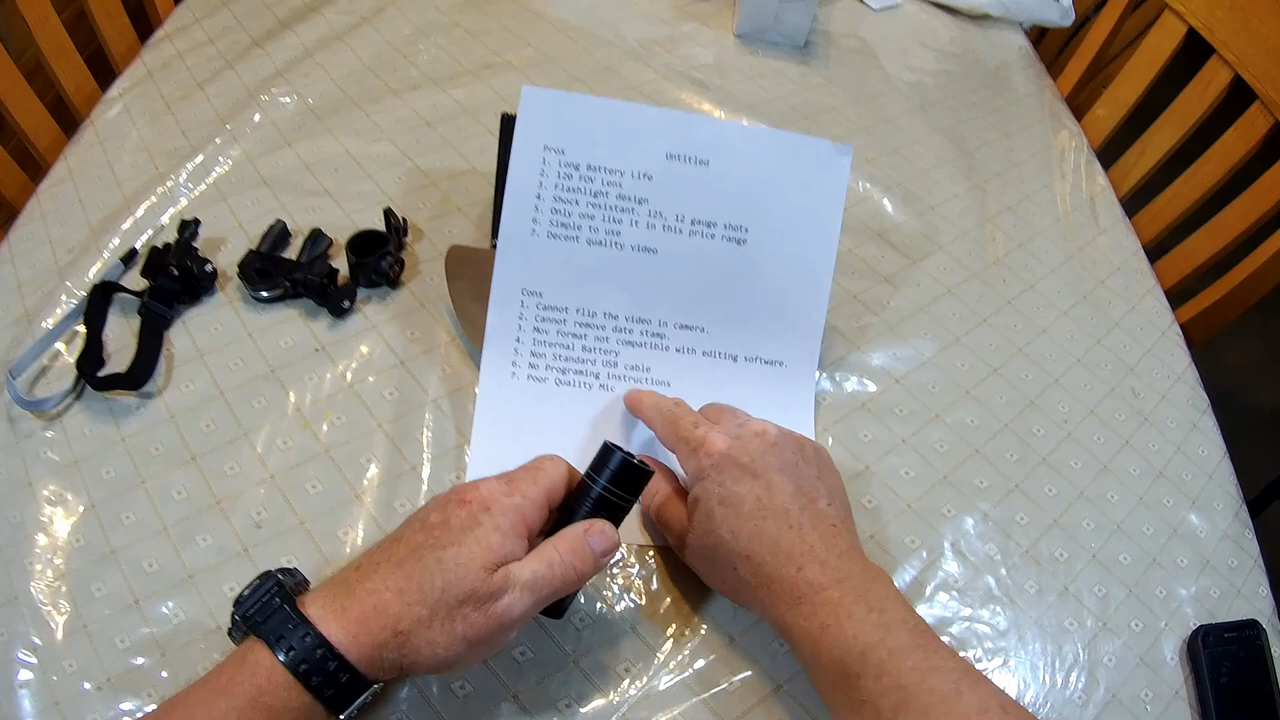 Untitled
Prox
1. Long Battery Life
2. 120 FOV Lens
3. Flashlight design
4. Shock resistant. 125, 12 gauge shots
5. Only one like it in this price range
6. Simple to use
7. Decent quality video
Cons
1. Cannot flip the video in camera.
2. Cannot remove date stamp.
3. Mov format not compatible with editing software.
4. Internal Battery
5. Non Standard USB cable
6. No Programing instructions
7. Poor Quality Mic